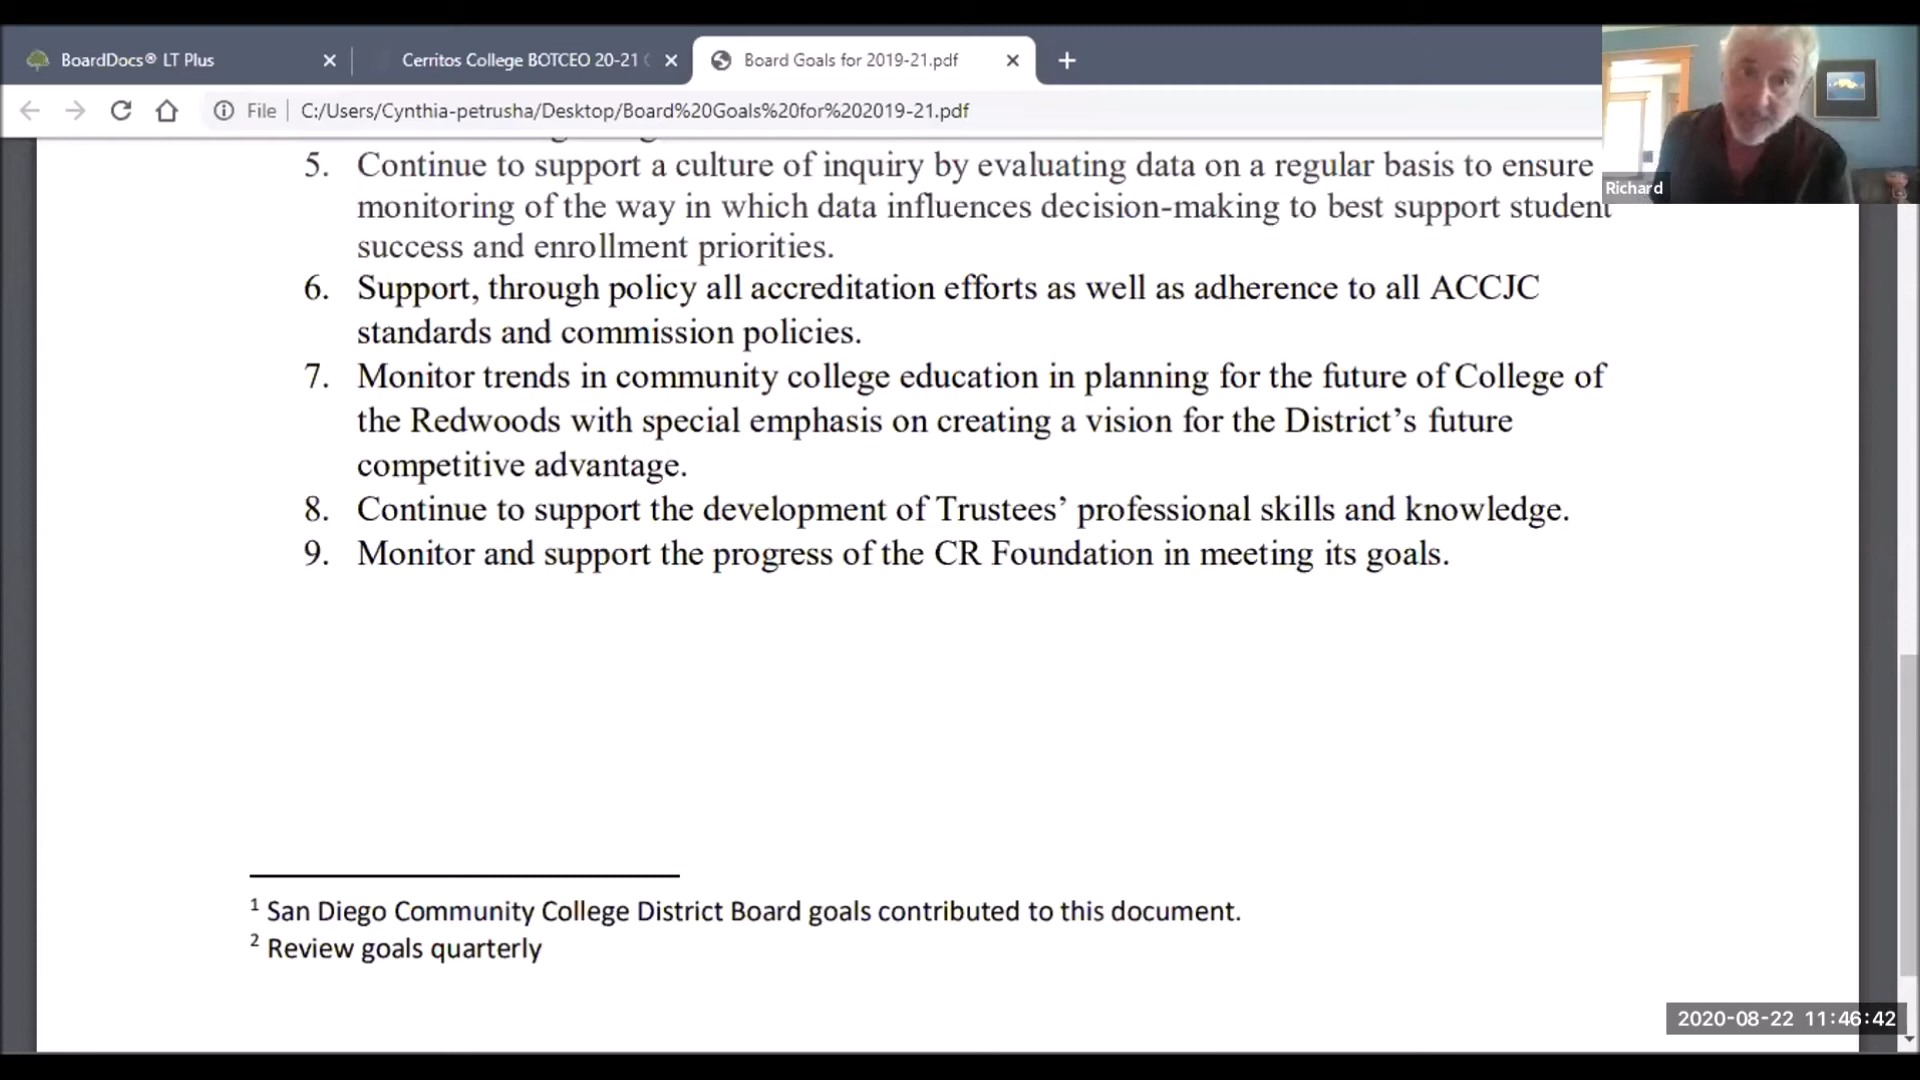 BoardDocs® LT Plus
Cerritos College BOTCEO 20-21
Board Goals for 2019-21.pdf
File
C:/Users/Cynthia-petrusha/Desktop/Board%20Goals%20for%202019-21.pdf
Richard
5. Continue to support a culture of inquiry by evaluating data on a regular basis to ensure
monitoring of the way in which data influences decision-making to best support student
success and enrollment priorities.
6. Support, through policy all accreditation efforts as well as adherence to all ACCJC
standards and commission policies.
7. Monitor trends in community college education in planning for the future of College of
the Redwoods with special emphasis on creating a vision for the District’s future
competitive advantage.
8. Continue to support the development of Trustees’ professional skills and knowledge.
9. Monitor and support the progress of the CR Foundation in meeting its goals.
1 San Diego Community College District Board goals contributed to this document.
2 Review goals quarterly
2020-08-22 11:46:42